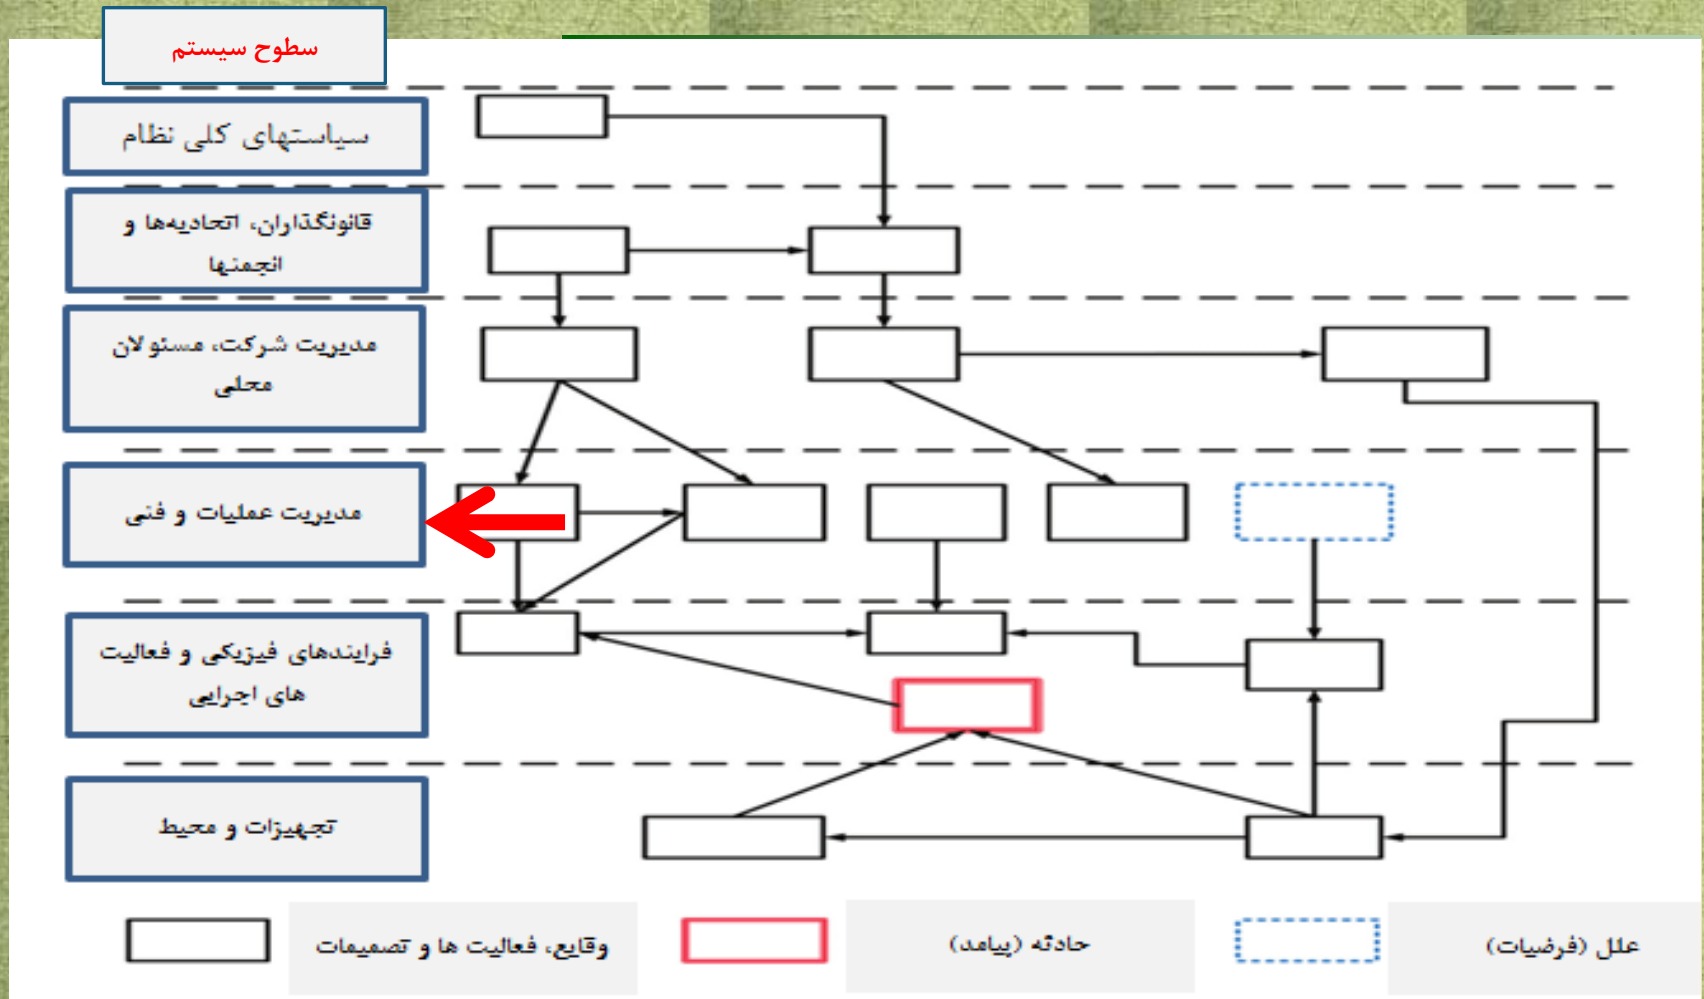 سطوح سیستم
سیاستهای کلی نظام
قانونگذاران، اتحادیه‌ها و
انجمنها
مدیریت شرکت، مسئولان
محلی
مدیریت عملیات و فنی
فرایندهای فیزیکی و فعالیت
های اجرایی
تجهیزات و محیط
وقایع، فعالیت ها و تصمیمات
حادثه (پیامد)
علل (فرضیات)